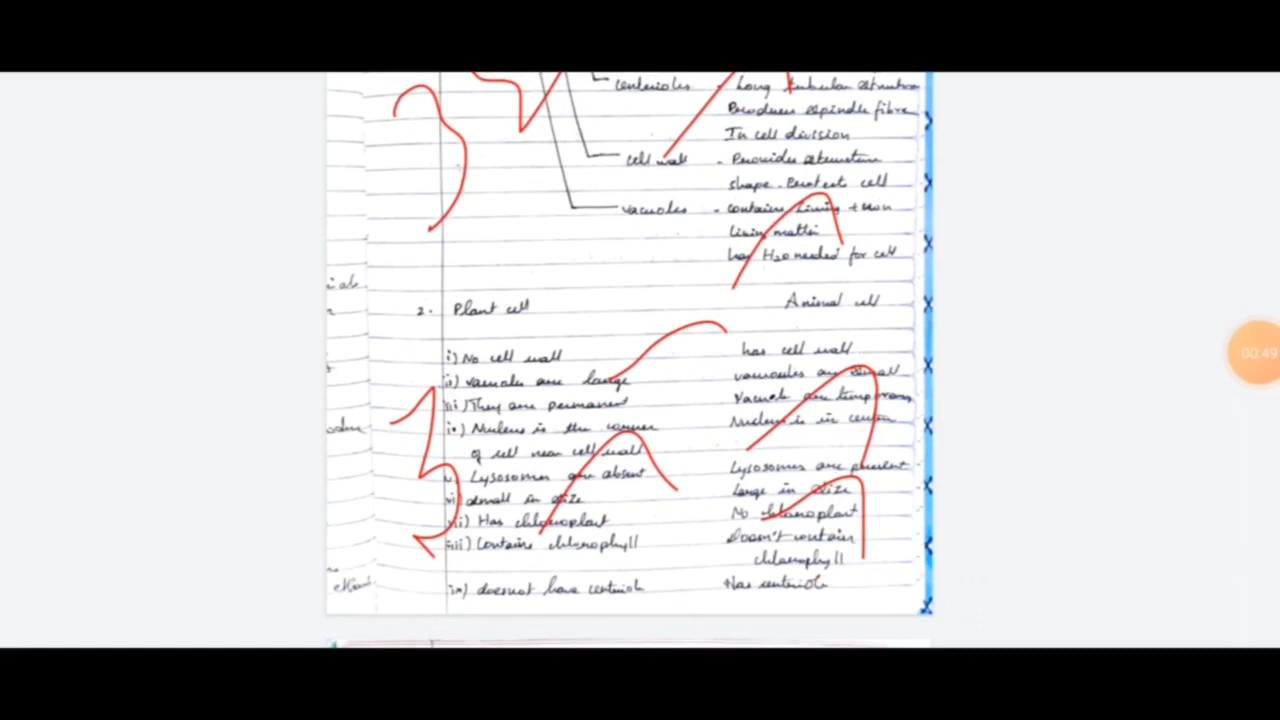 centrioles - Long tubular structure
Produces spindle fibre
In cell division
cell wall - Provides structure
shape. Protect cell
vacuoles - contains living + non
living matter
has H2o needed for cell
2. Plant cell Animal cell
i) No cell wall has cell wall
ii) vacuoles are large vacuoles are small
iii) They are permanent Vacuole are temporary
iv) Nucleus is the corner Nucleus is in center
of cell near cell wall
v) Lysosomes are absent Lysosomes are present
vi) small in size Large in size
vii) Has chloroplast No chloroplast
viii) Contains chlorophyll Doesn't contain
chlorophyll
ix) doesnot have centriole Has centriole
00:49